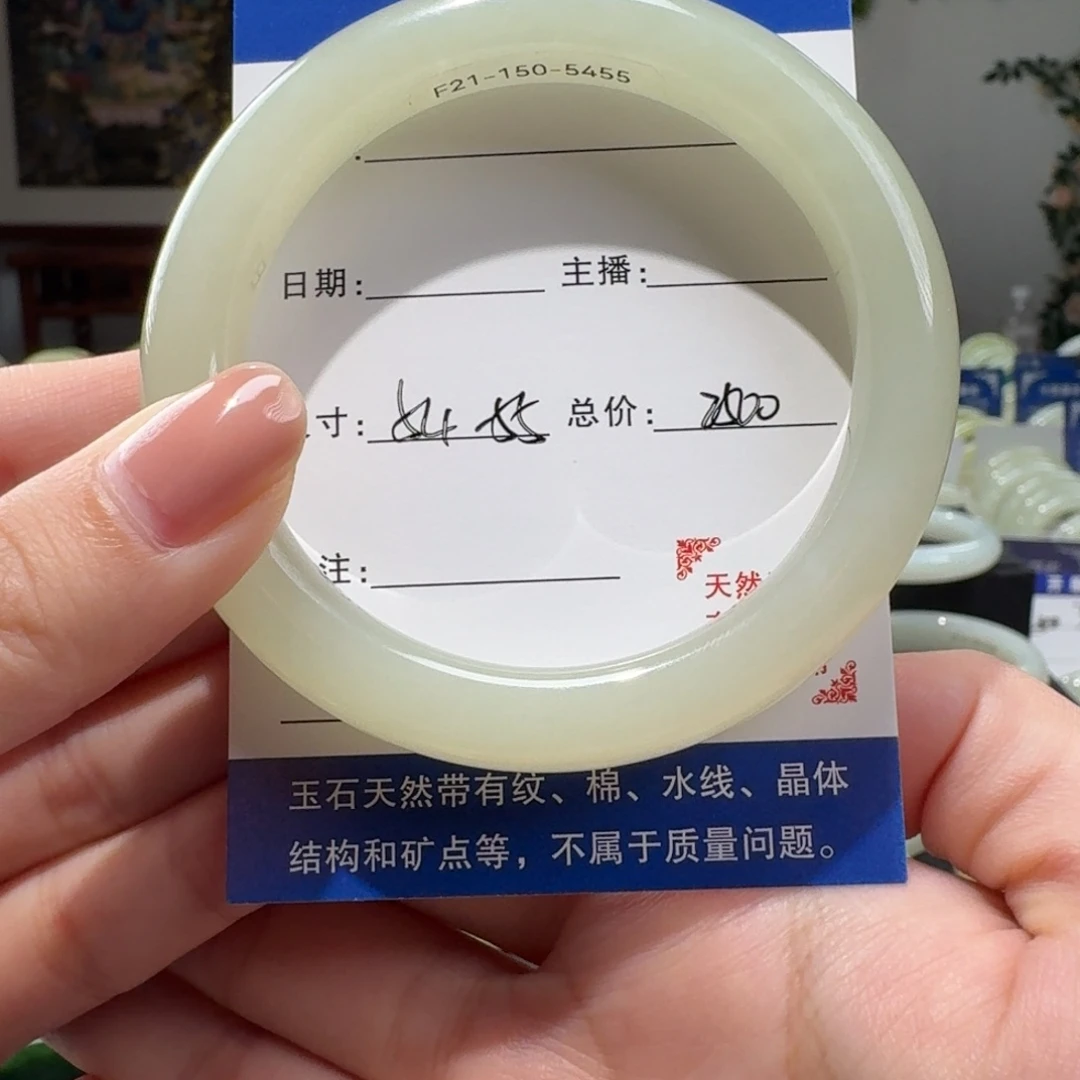 F21-150-5455
日期： 主播：
寸： 54 55 总价： 2500
注：
天然
玉石天然带有纹、棉、水线、晶体
结构和矿点等，不属于质量问题。